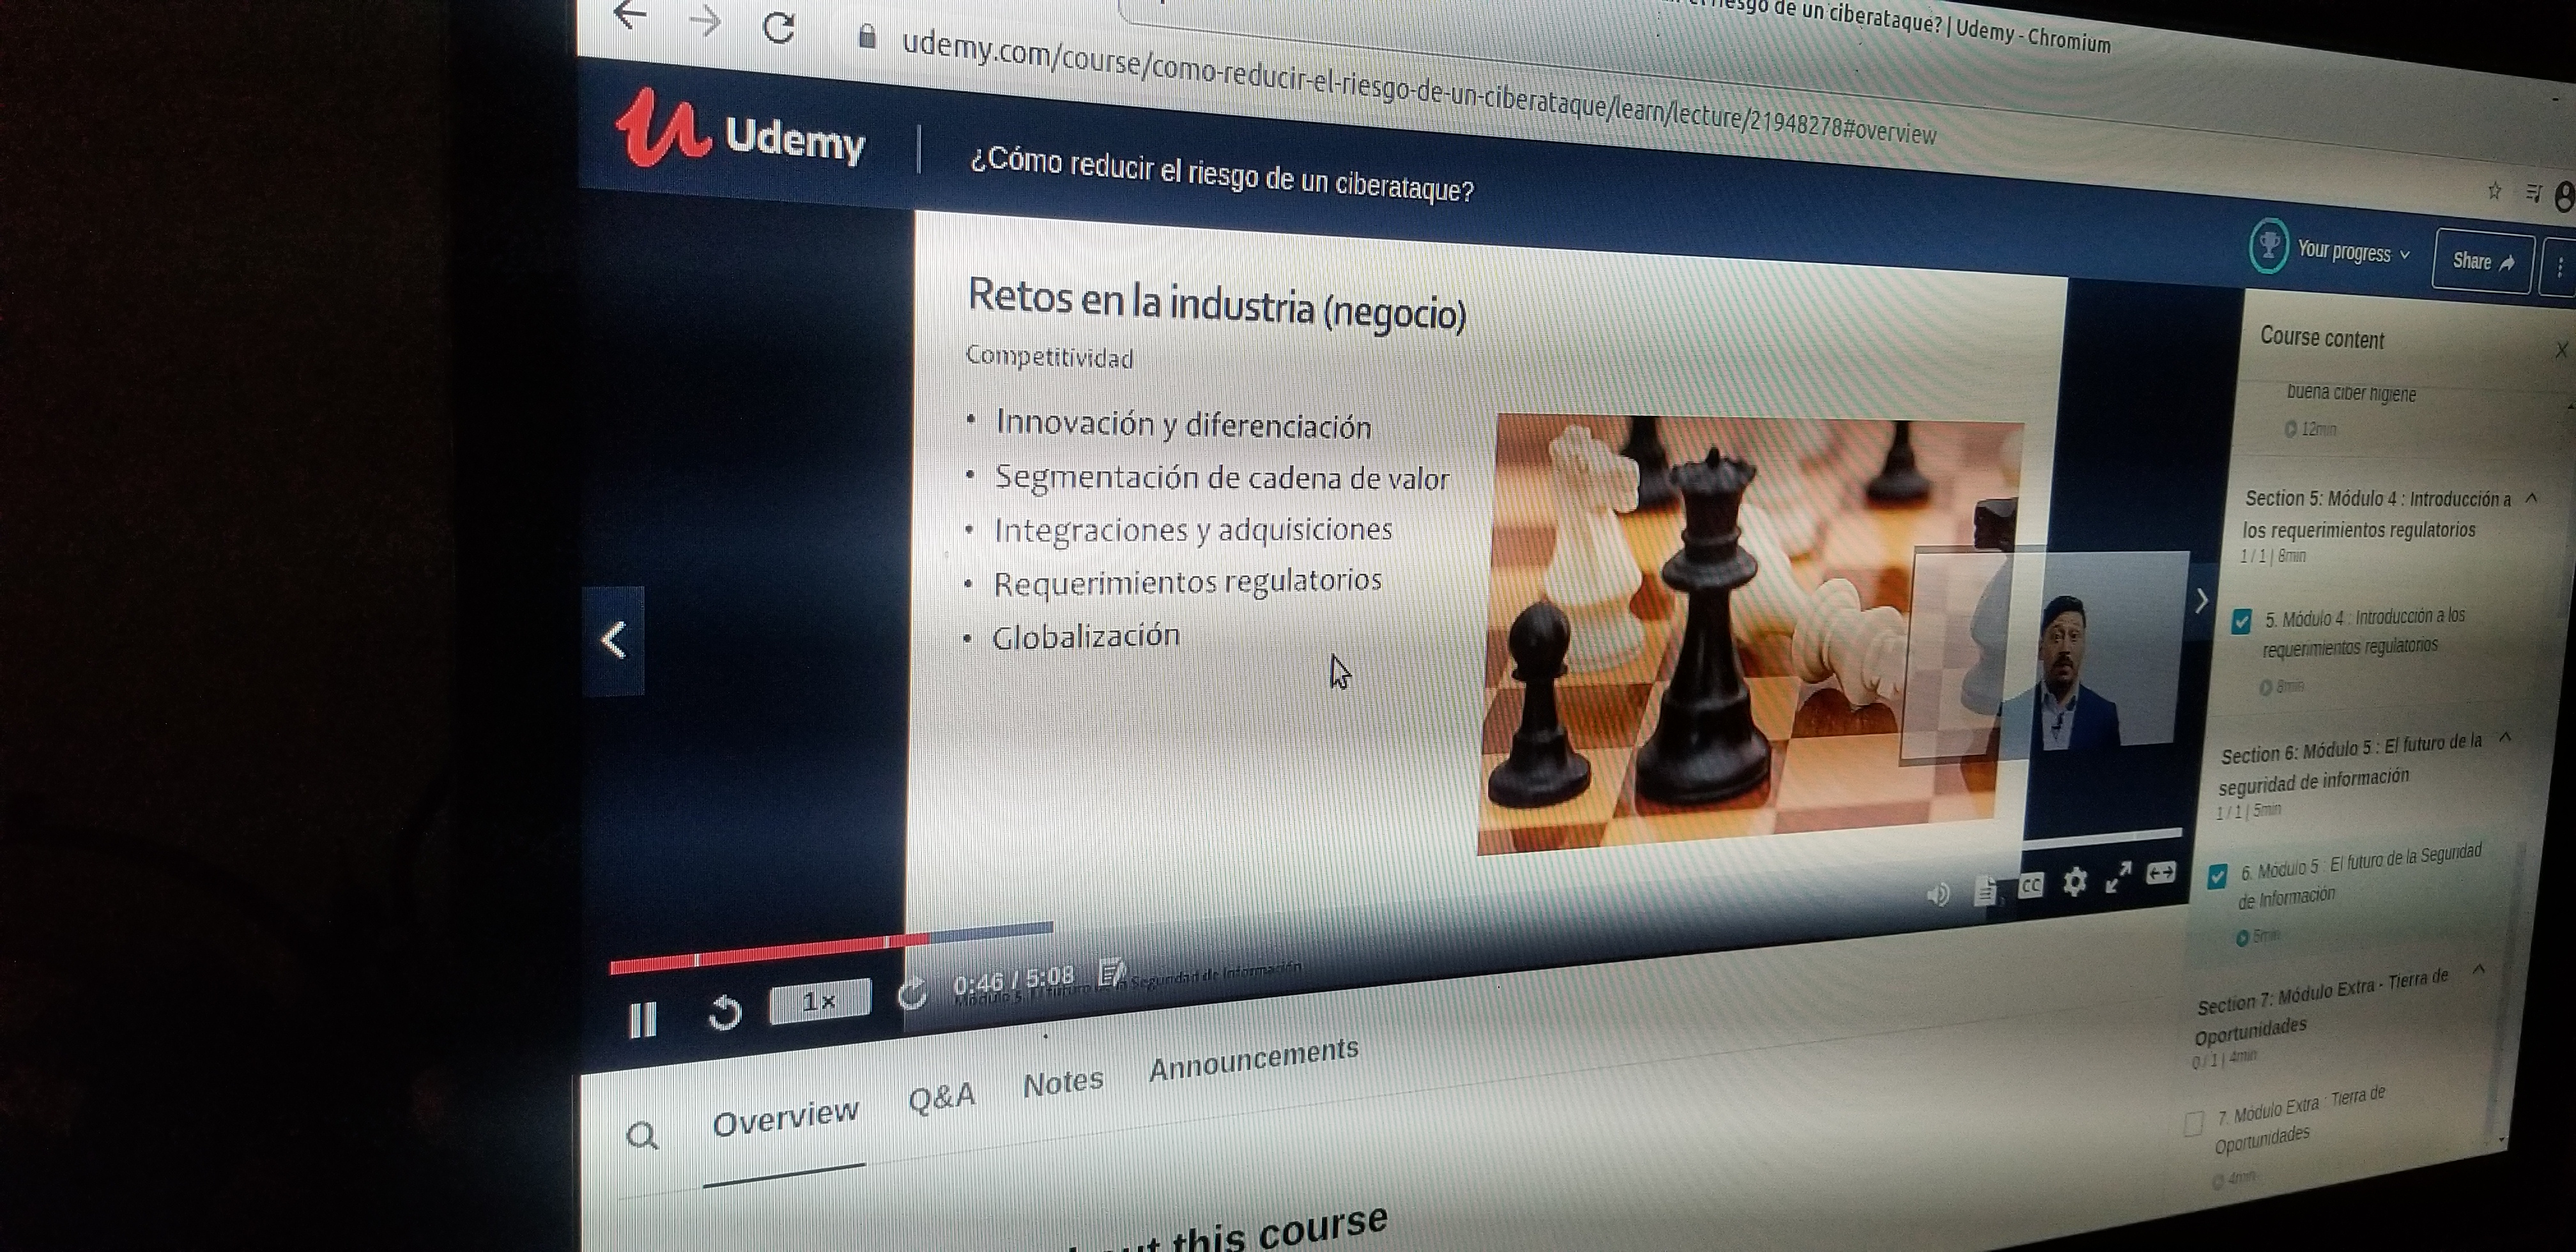 riesgo de un ciberataque? | Udemy - Chromium
udemy.com/course/como-reducir-el-riesgo-de-un-ciberataque/learn/lecture/21948278#overview
Udemy
¿Cómo reducir el riesgo de un ciberataque?
Your progress
Share
Retos en la industria (negocio)
Competitividad
• Innovación y diferenciación
• Segmentación de cadena de valor
• Integraciones y adquisiciones
• Requerimientos regulatorios
• Globalización
1x
0:46 / 5:08
Módulo 5 : El futuro de la Seguridad de Información
CC
Overview
Q&A
Notes
Announcements
this course
Course content
buena ciber higiene
12min
Section 5: Módulo 4 : Introducción a
los requerimientos regulatorios
1 / 1 | 8min
5. Módulo 4 : Introducción a los
requerimientos regulatorios
8min
Section 6: Módulo 5 : El futuro de la
seguridad de información
1 / 1 | 5min
6. Módulo 5 : El futuro de la Seguridad
de Información
5min
Section 7: Módulo Extra - Tierra de
Oportunidades
0 / 1 | 4min
7. Módulo Extra : Tierra de
Oportunidades
4min